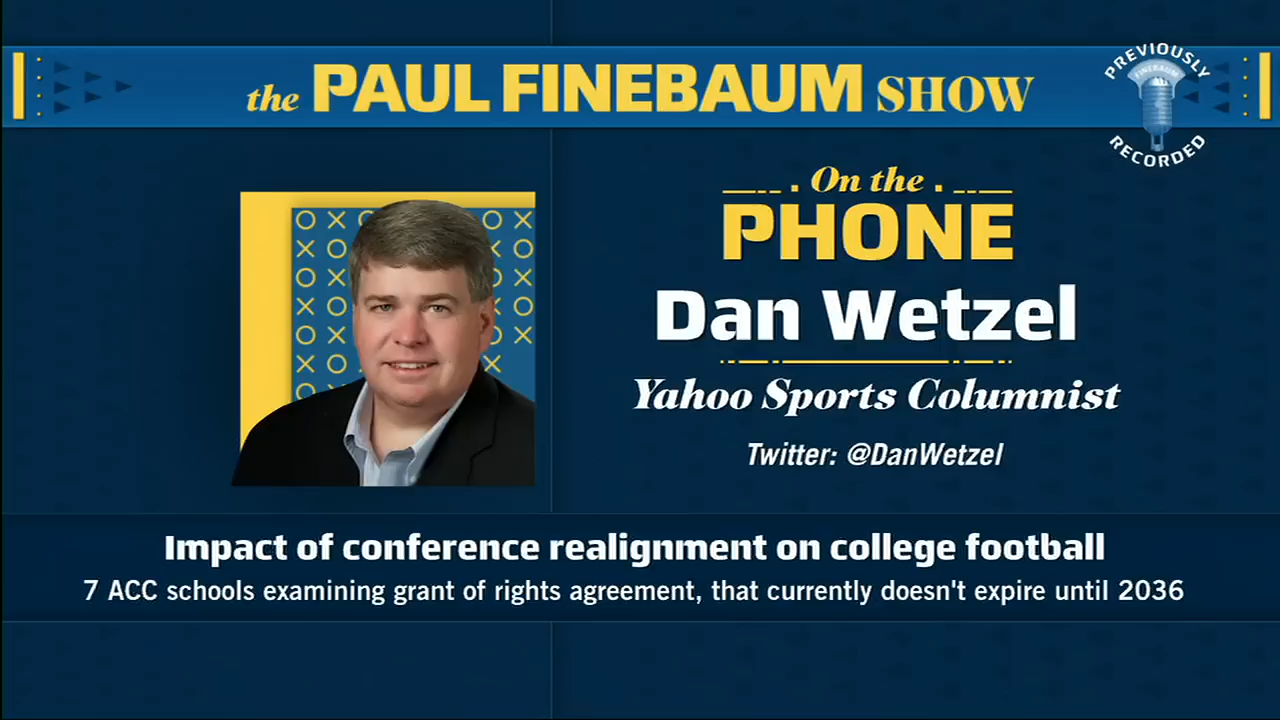 the PAUL FINEBAUM SHOW
PREVIOUSLY
FINEBAUM
RECORDED
On the
PHONE
Dan Wetzel
Yahoo Sports Columnist
Twitter: @DanWetzel
Impact of conference realignment on college football
7 ACC schools examining grant of rights agreement, that currently doesn't expire until 2036